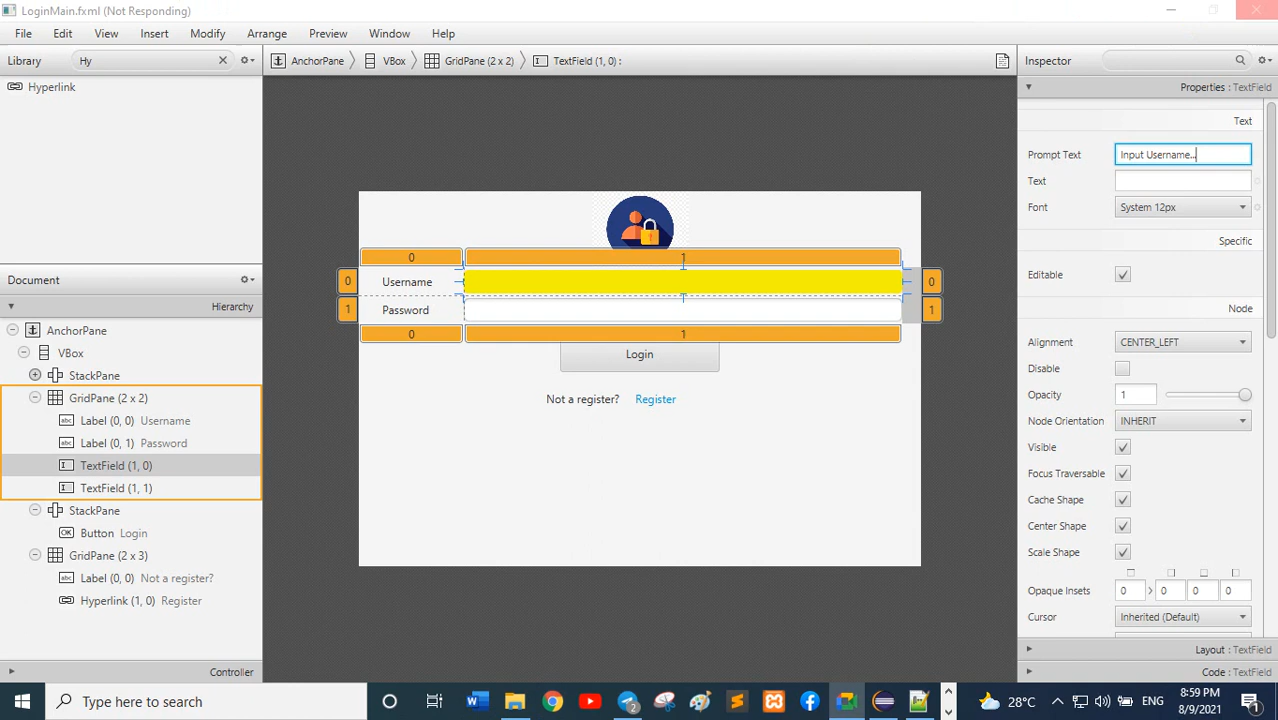 LoginMain.fxml (Not Responding)
File Edit View Insert Modify Arrange Preview Window Help
Library Hy
AnchorPane VBox GridPane (2 x 2) TextField (1, 0) :
Inspector
Hyperlink
Properties : TextField
Text
Prompt Text Input Username..
Text
Font System 12px
Specific
Editable
Node
Alignment CENTER_LEFT
Disable
Opacity 1
Node Orientation INHERIT
Visible
Focus Traversable
Cache Shape
Center Shape
Scale Shape
Opaque Insets 0 0 0 0
Cursor Inherited (Default)
Layout : TextField
Code : TextField
0 1
0 Username 0
1 Password 1
0 1
Login
Not a register? Register
Document
Hierarchy
AnchorPane
VBox
StackPane
GridPane (2 x 2)
abc Label (0, 0) Username
abc Label (0, 1) Password
TextField (1, 0)
TextField (1, 1)
StackPane
OK Button Login
GridPane (2 x 3)
abc Label (0, 0) Not a register?
Hyperlink (1, 0) Register
Controller
Type here to search
2
28°C
ENG
8:59 PM
8/9/2021
1